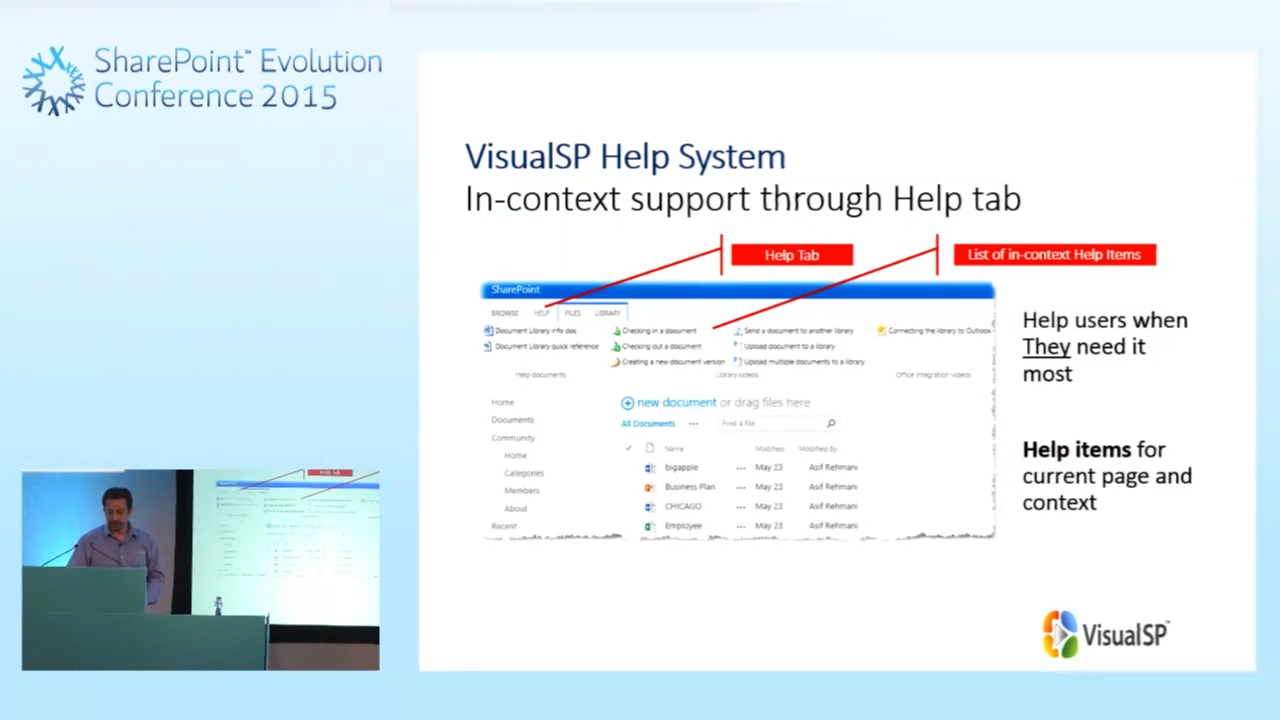 SharePoint™ Evolution
Conference 2015
VisualSP Help System
In-context support through Help tab
Help Tab
List of in-context Help Items
SharePoint
BROWSE HELP FILES LIBRARY
Document Library info doc Checking in a document Send a document to another library Connecting the library to Outlook
Document Library quick reference Checking out a document Upload document to a library
Creating a new document version Upload multiple documents to a library
Help documents Library videos Office integration videos
Home
Documents
Community
Home
Categories
Members
About
Recent
new document or drag files here
All Documents ... Find a file
Name Modified Modified By
bigapple ... May 23 Asif Rehmani
Business Plan ... May 23 Asif Rehmani
CHICAGO ... May 23 Asif Rehmani
Employee ... May 23 Asif Rehmani
Help users when
They need it
most
Help items for
current page and
context
VisualSP™
Help Tab